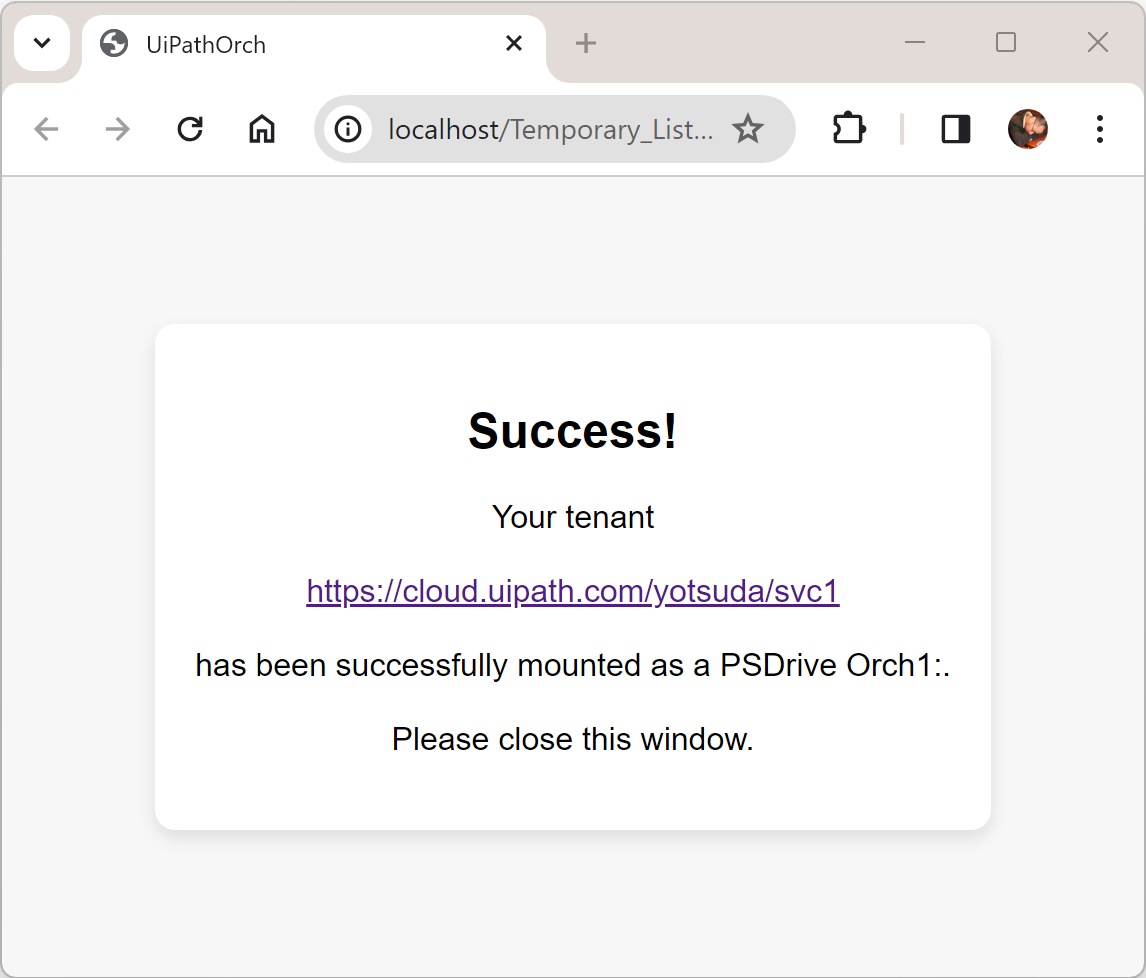 UiPathOrch
localhost/Temporary_List...
Success!
Your tenant
https://cloud.uipath.com/yotsuda/svc1
has been successfully mounted as a PSDrive Orch1:.
Please close this window.